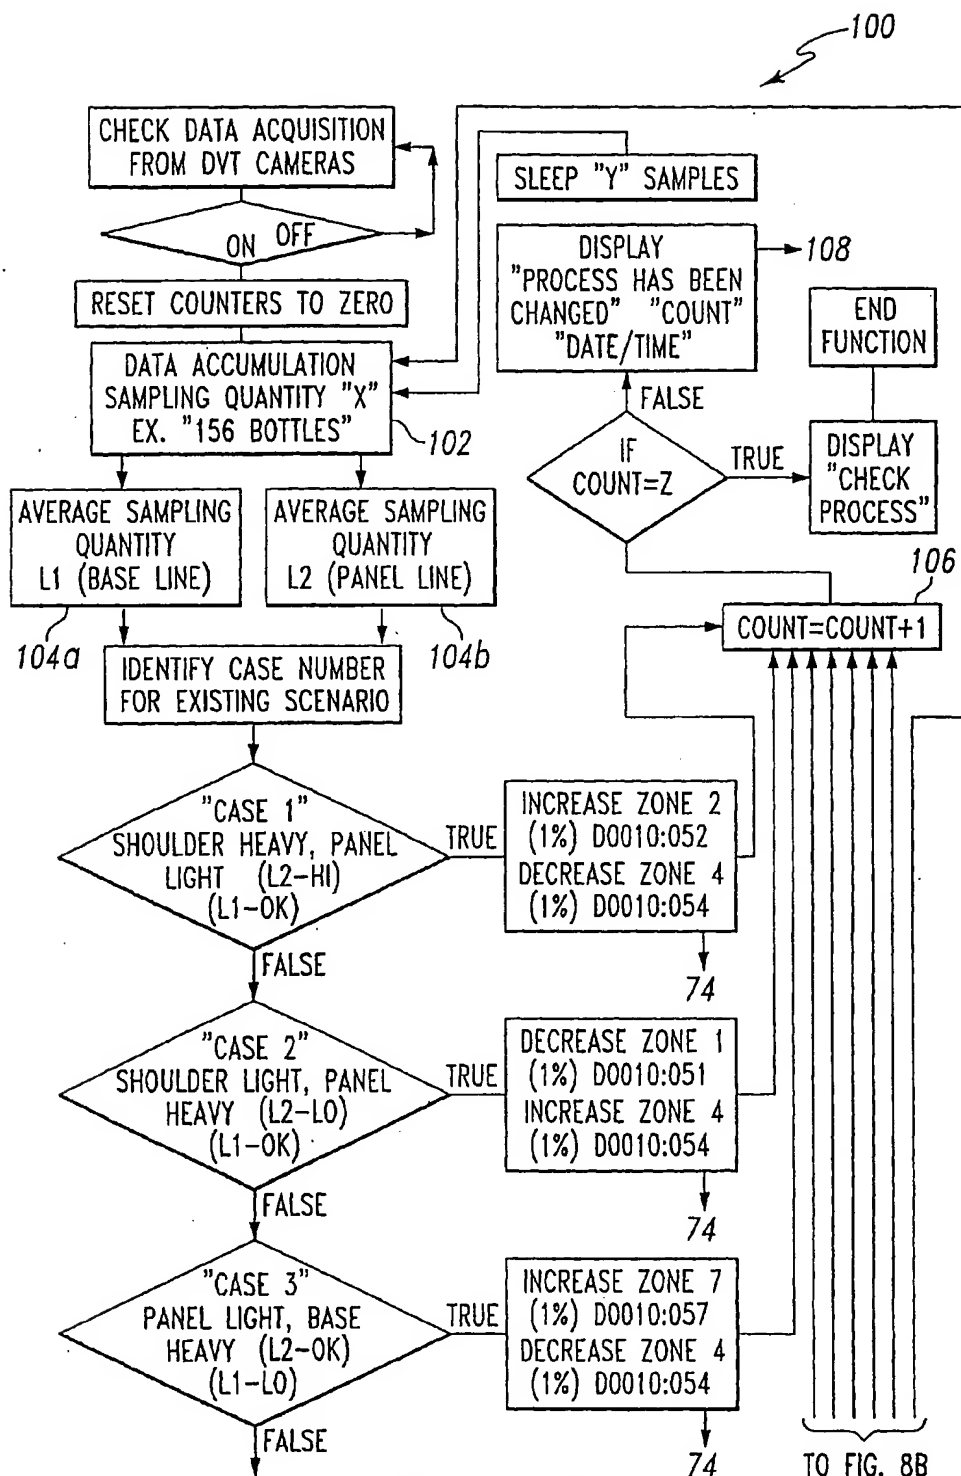 100
CHECK DATA ACQUISITION
FROM DVT CAMERAS
ON OFF
RESET COUNTERS TO ZERO
DATA ACCUMULATION
SAMPLING QUANTITY "X"
EX. "156 BOTTLES"
102
AVERAGE SAMPLING
QUANTITY
L1 (BASE LINE)
104a
AVERAGE SAMPLING
QUANTITY
L2 (PANEL LINE)
104b
IDENTIFY CASE NUMBER
FOR EXISTING SCENARIO
SLEEP "Y" SAMPLES
DISPLAY
"PROCESS HAS BEEN
CHANGED" "COUNT"
"DATE/TIME"
108
FALSE
IF
COUNT=Z
TRUE
END
FUNCTION
DISPLAY
"CHECK
PROCESS"
106
COUNT=COUNT+1
"CASE 1"
SHOULDER HEAVY, PANEL
LIGHT (L2-HI)
(L1-OK)
TRUE
INCREASE ZONE 2
(1%) D0010:052
DECREASE ZONE 4
(1%) D0010:054
74
FALSE
"CASE 2"
SHOULDER LIGHT, PANEL
HEAVY (L2-LO)
(L1-OK)
TRUE
DECREASE ZONE 1
(1%) D0010:051
INCREASE ZONE 4
(1%) D0010:054
74
FALSE
"CASE 3"
PANEL LIGHT, BASE
HEAVY (L2-OK)
(L1-LO)
TRUE
INCREASE ZONE 7
(1%) D0010:057
DECREASE ZONE 4
(1%) D0010:054
74
FALSE
TO FIG. 8B